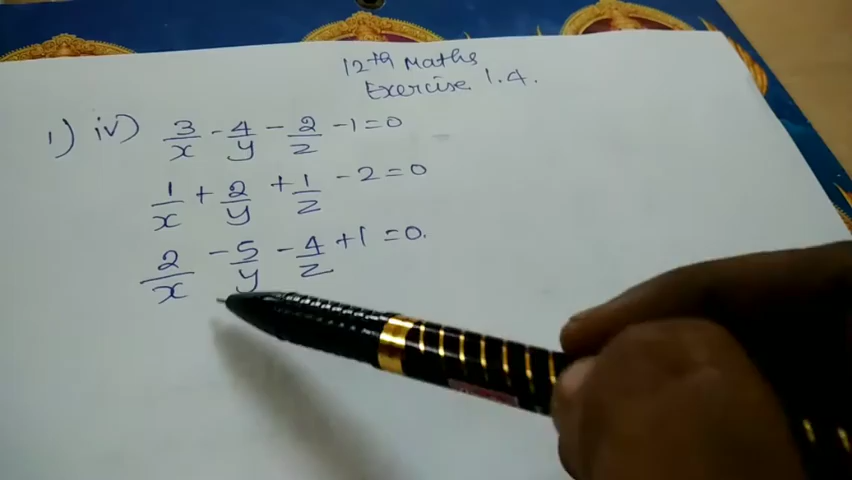 12th Maths
Exercise 1.4.
1) iv) 3/x - 4/y - 2/z - 1 = 0
1/x + 2/y + 1/z - 2 = 0
2/x - 5/y - 4/z + 1 = 0.